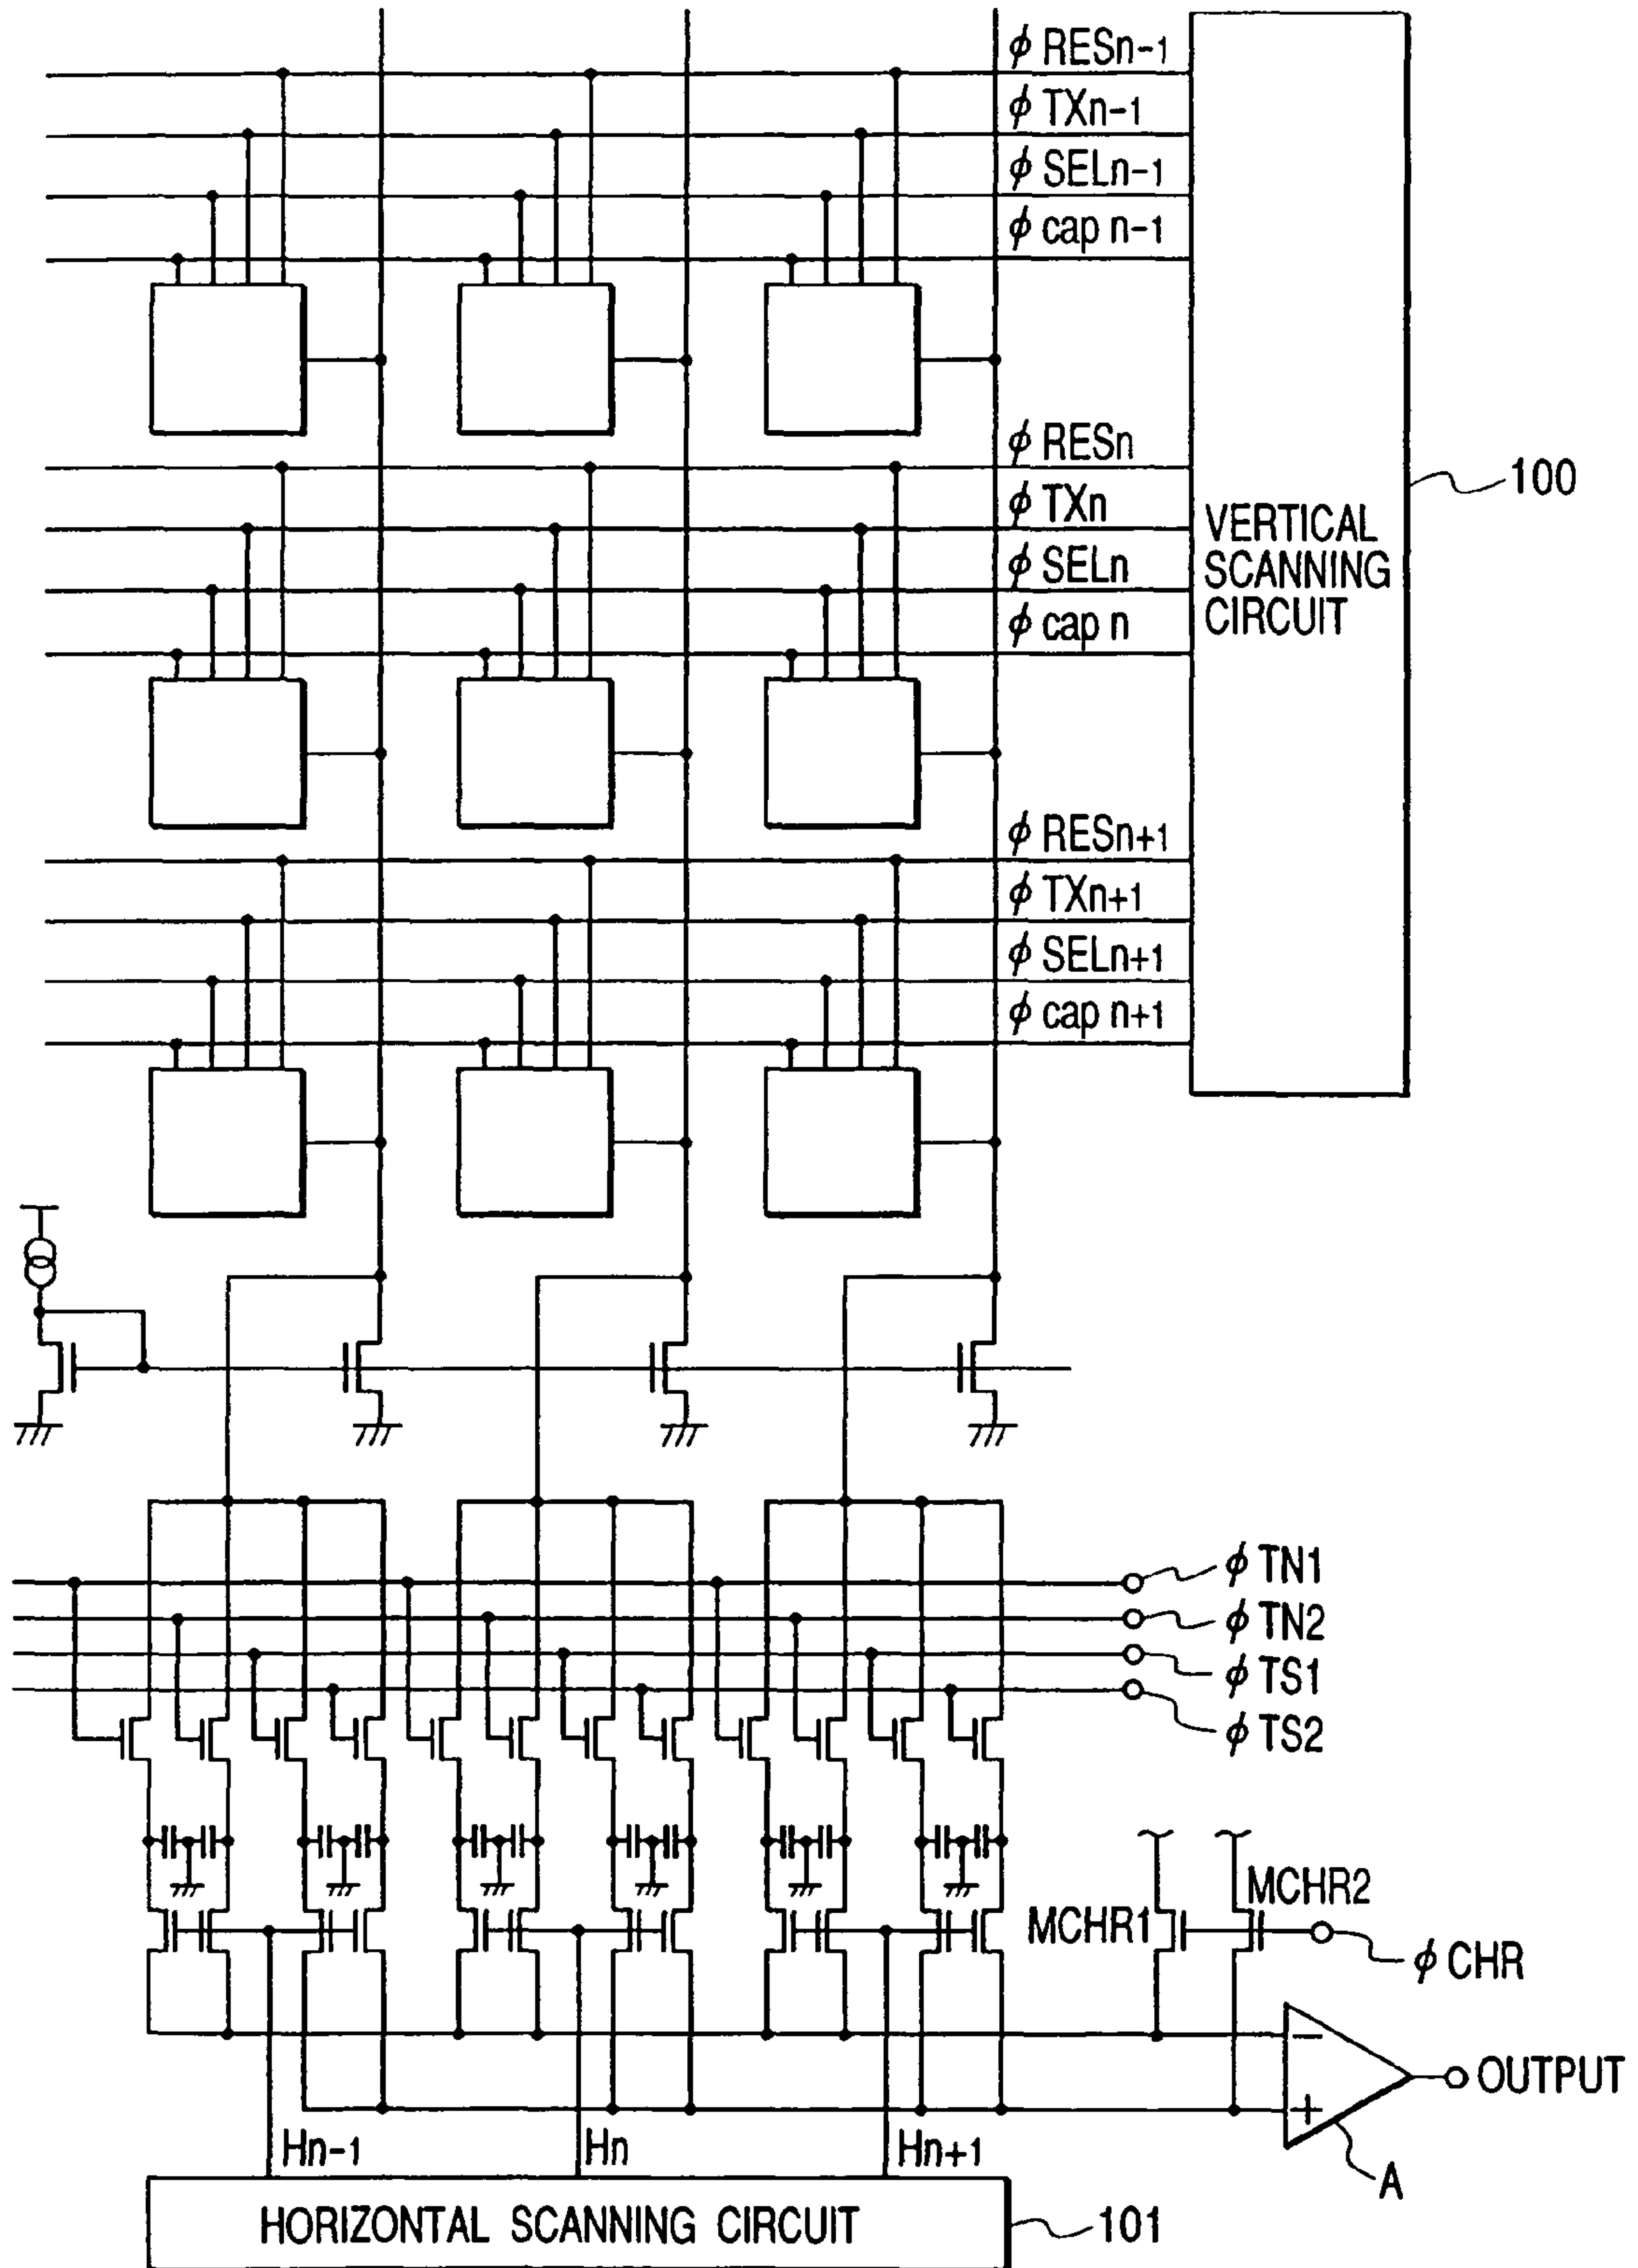 ϕ RESn-1
ϕ TXn-1
ϕ SELn-1
ϕ cap n-1
ϕ RESn
100
ϕ TXn
VERTICAL
SCANNING
CIRCUIT
ϕ SELn
ϕ cap n
ϕ RESn+1
ϕ TXn+1
ϕ SELn+1
ϕ cap n+1
ϕ TN1
ϕ TN2
ϕ TS1
ϕ TS2
MCHR2
MCHR1
ϕ CHR
−
OUTPUT
+
Hn-1
Hn
Hn+1
A
HORIZONTAL SCANNING CIRCUIT
101